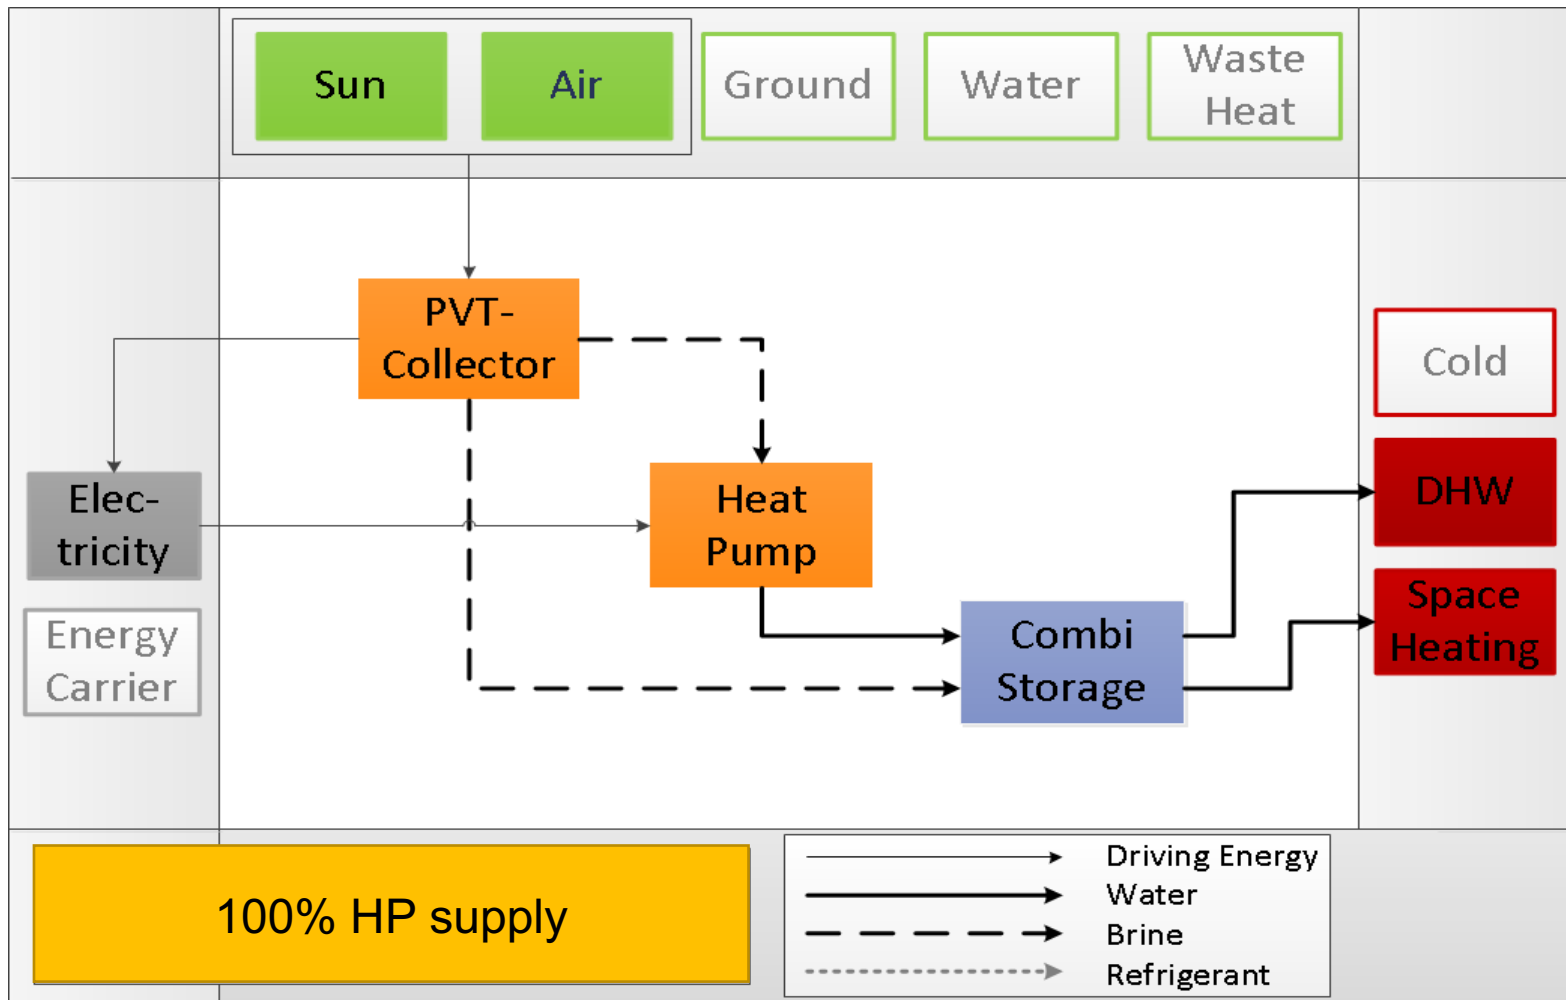 Sun
Air
Ground
Water
Waste
Heat
PVT-
Collector
Cold
Elec-
tricity
Heat
Pump
DHW
Energy
Carrier
Combi
Storage
Space
Heating
100% HP supply
Driving Energy
Water
Brine
Refrigerant